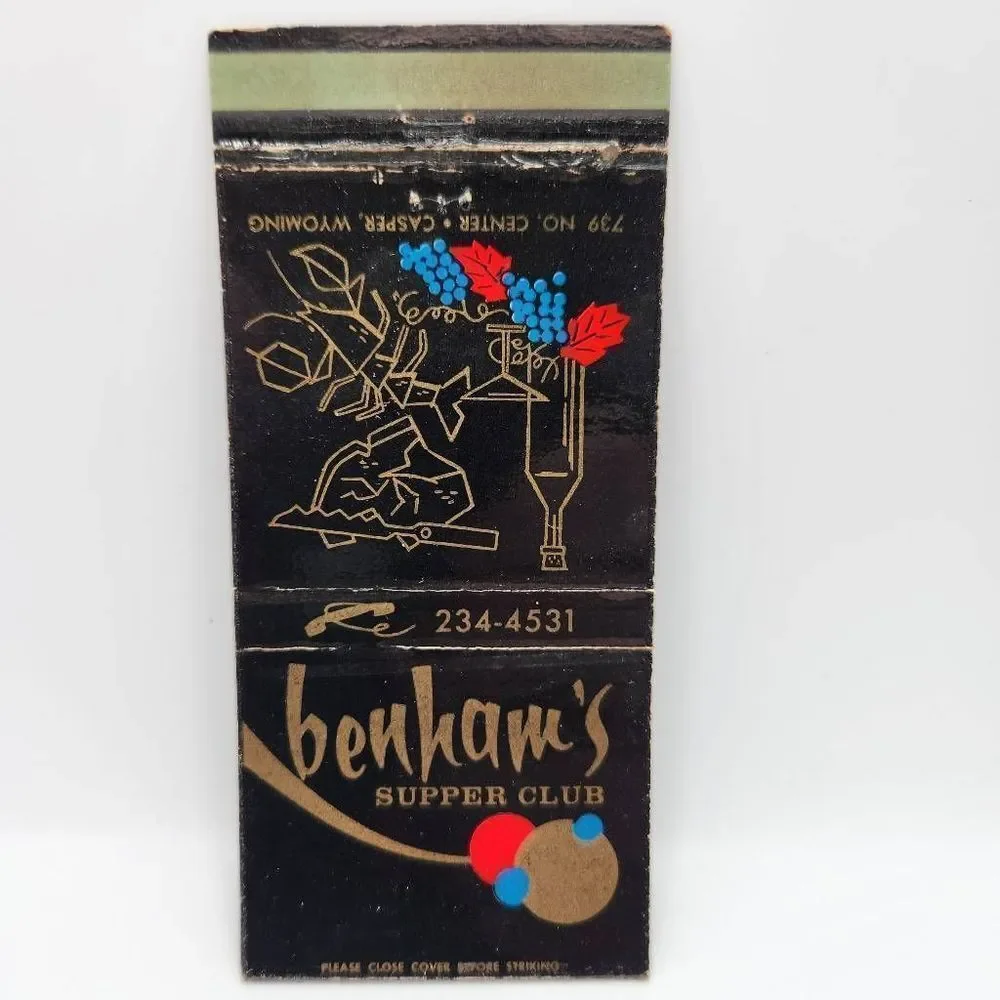 739 NO. CENTER • CASPER, WYOMING
234-4531
benham's
SUPPER CLUB
PLEASE CLOSE COVER BEFORE STRIKING